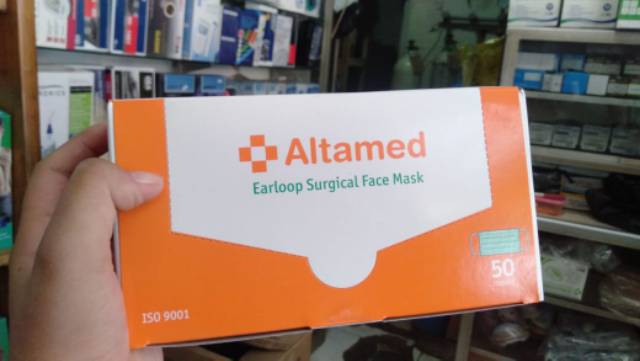 Altamed
Earloop Surgical Face Mask
50
ISO 9001